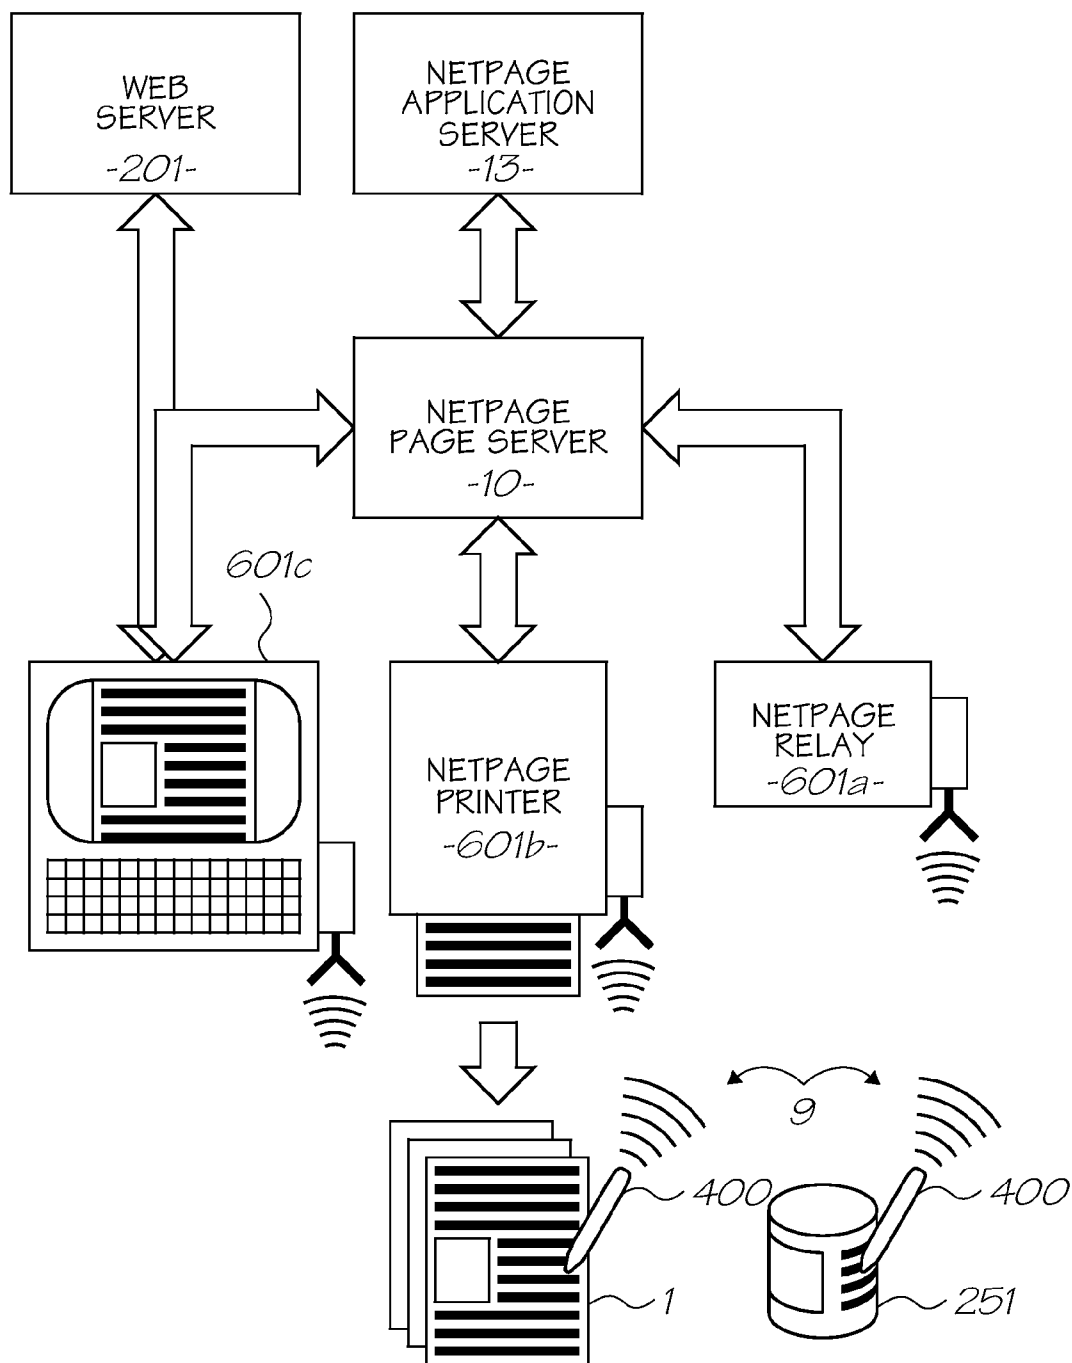 WEB
SERVER
-201-
NETPAGE
APPLICATION
SERVER
-13-
NETPAGE
PAGE SERVER
-10-
601c
NETPAGE
PRINTER
-601b-
NETPAGE
RELAY
-601a-
9
400
400
1
251